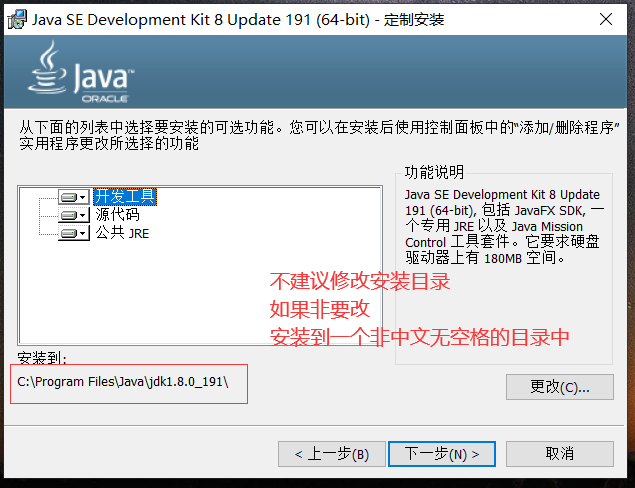 Java SE Development Kit 8 Update 191 (64-bit) - 定制安装
Java™
ORACLE
从下面的列表中选择要安装的可选功能。您可以在安装后使用控制面板中的“添加/删除程序”
实用程序更改所选择的功能
开发工具
源代码
公共 JRE
功能说明
Java SE Development Kit 8 Update
191 (64-bit), 包括 JavaFX SDK, 一
个专用 JRE 以及 Java Mission
Control 工具套件。它要求硬盘
驱动器上有 180MB 空间。
不建议修改安装目录
如果非要改
安装到一个非中文无空格的目录中
安装到:
C:\Program Files\Java\jdk1.8.0_191\
更改(C)...
< 上一步(B)
下一步(N) >
取消